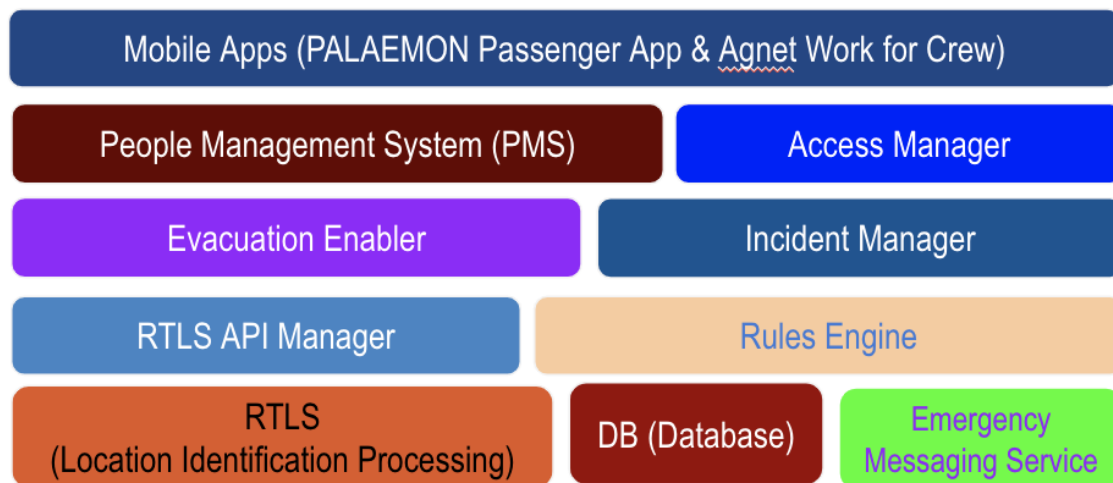 Mobile Apps (PALAEMON Passenger App & Agnet Work for Crew)
People Management System (PMS)
Access Manager
Evacuation Enabler
Incident Manager
RTLS API Manager
Rules Engine
RTLS
(Location Identification Processing)
DB (Database)
Emergency
Messaging Service